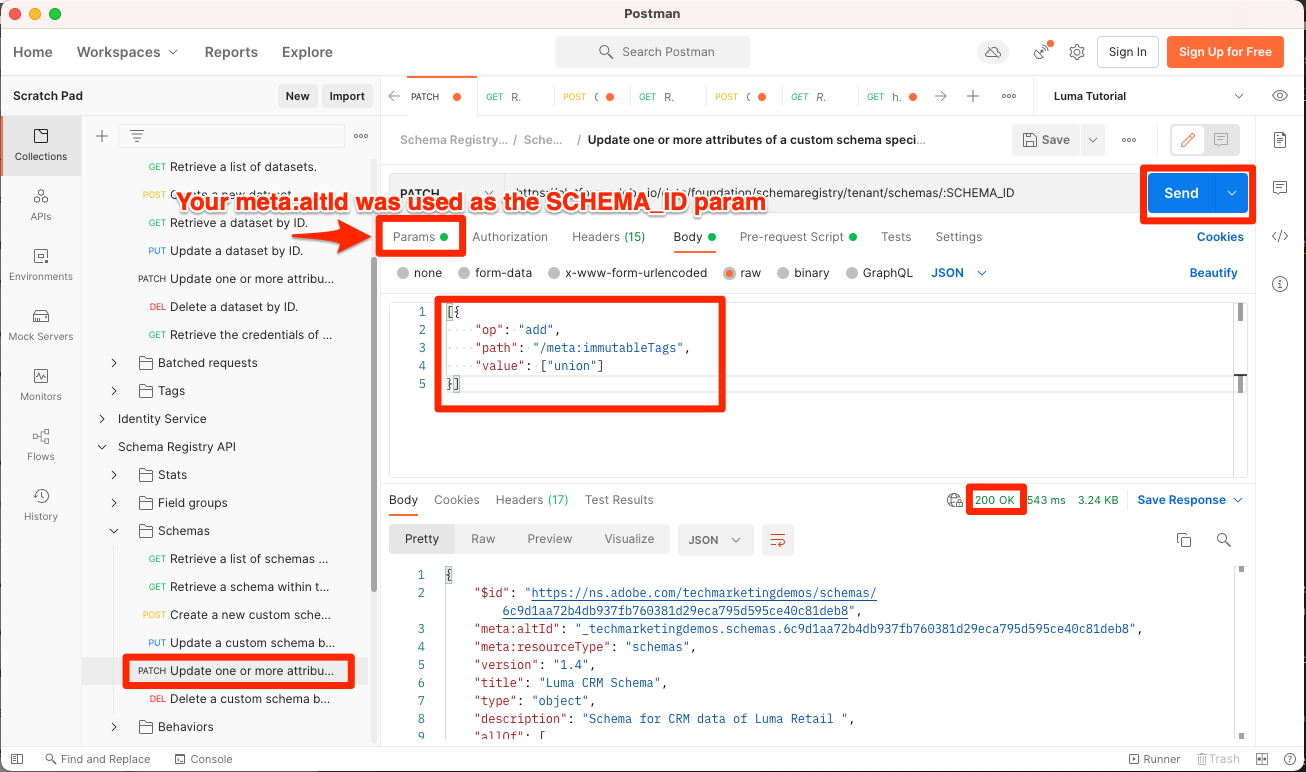 Postman
Home
Workspaces
Reports
Explore
Search Postman
Sign In
Sign Up for Free
Scratch Pad
New
Import
PATCH
GET R.
POST (
GET R.
POST (
GET R.
GET h.
Luma Tutorial
Collections
APIs
Environments
Mock Servers
Monitors
Flows
History
GET Retrieve a list of datasets.
POST Create a new dataset.
GET Retrieve a dataset by ID.
PUT Update a dataset by ID.
PATCH Update one or more attribu...
DEL Delete a dataset by ID.
GET Retrieve the credentials of ...
Batched requests
Tags
Identity Service
Schema Registry API
Stats
Field groups
Schemas
GET Retrieve a list of schemas ...
GET Retrieve a schema within t...
POST Create a new custom sche...
PUT Update a custom schema b...
PATCH Update one or more attribu...
DEL Delete a custom schema b...
Behaviors
Schema Registry... / Sche... / Update one or more attributes of a custom schema speci...
Save
PATCH
/foundation/schemaregistry/tenant/schemas/:SCHEMA_ID
Send
Your meta:altId was used as the SCHEMA_ID param
Params
Authorization
Headers (15)
Body
Pre-request Script
Tests
Settings
Cookies
none
form-data
x-www-form-urlencoded
raw
binary
GraphQL
JSON
Beautify
1 [{
2 "op": "add",
3 "path": "/meta:immutableTags",
4 "value": ["union"]
5 }]
Body
Cookies
Headers (17)
Test Results
200 OK
543 ms
3.24 KB
Save Response
Pretty
Raw
Preview
Visualize
JSON
1 {
2 "$id": "https://ns.adobe.com/techmarketingdemos/schemas/
6c9d1aa72b4db937fb760381d29eca795d595ce40c81deb8",
3 "meta:altId": "_techmarketingdemos.schemas.6c9d1aa72b4db937fb760381d29eca795d595ce40c81deb8",
4 "meta:resourceType": "schemas",
5 "version": "1.4",
6 "title": "Luma CRM Schema",
7 "type": "object",
8 "description": "Schema for CRM data of Luma Retail ",
9 "allOf": [
Find and Replace
Console
Runner
Trash